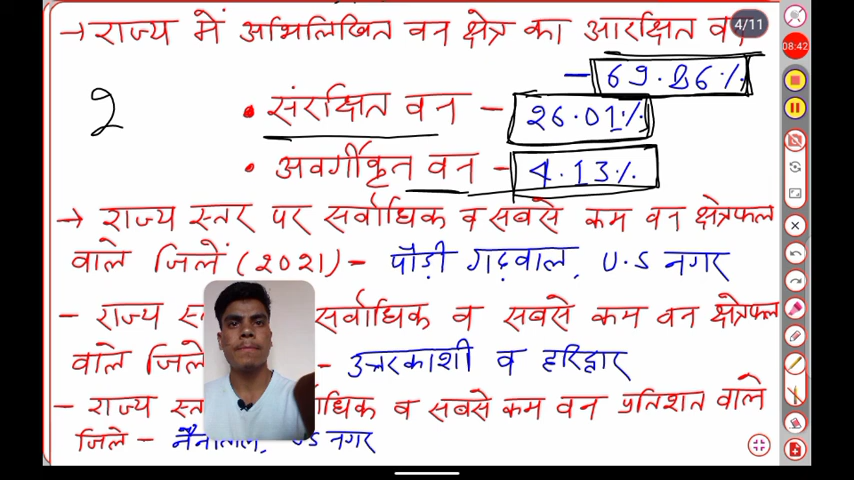 → राज्य में अभिलिखित वन क्षेत्र का आरक्षित वन
4/11
08:42
- 69.86%
2
• संरक्षित वन - 26.01%
• अवर्गीकृत वन - 4.13%
→ राज्य स्तर पर सर्वाधिक व सबसे कम वन क्षेत्रफल
वाले जिलें (2021) - पौड़ी गढ़वाल, U.S नगर
- राज्य सर्वाधिक व सबसे कम वन क्षेत्रफल
वाले - उत्तरकाशी व हरिद्वार
- राज्य व सबसे कम वन प्रतिशत वाले
जिले - नैनीताल, नगर